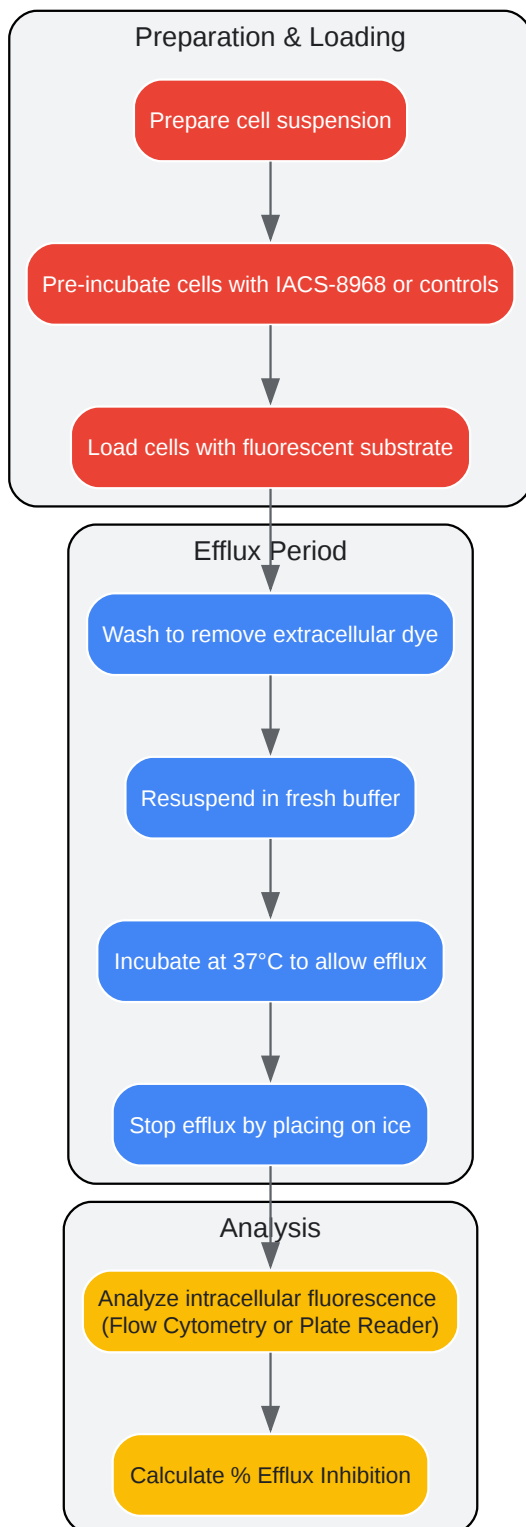 Preparation & Loading
Prepare cell suspension
Pre-incubate cells with IACS-8968 or controls
Load cells with fluorescent substrate
Efflux Period
Wash to remove extracellular dye
Resuspend in fresh buffer
Incubate at 37°C to allow efflux
Stop efflux by placing on ice
Analysis
Analyze intracellular fluorescence
(Flow Cytometry or Plate Reader)
Calculate % Efflux Inhibition